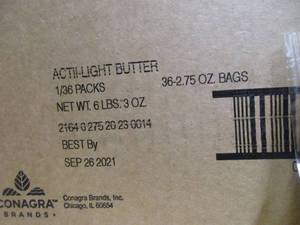 ACTII-LIGHT BUTTER
1/36 PACKS 36-2.75 OZ. BAGS
NET WT. 6 LBS. 3 OZ.
2164 0 275 20 23 0014
BEST By
SEP 26 2021
CONAGRA
BRANDS
Conagra Brands, Inc.
Chicago, IL 60654